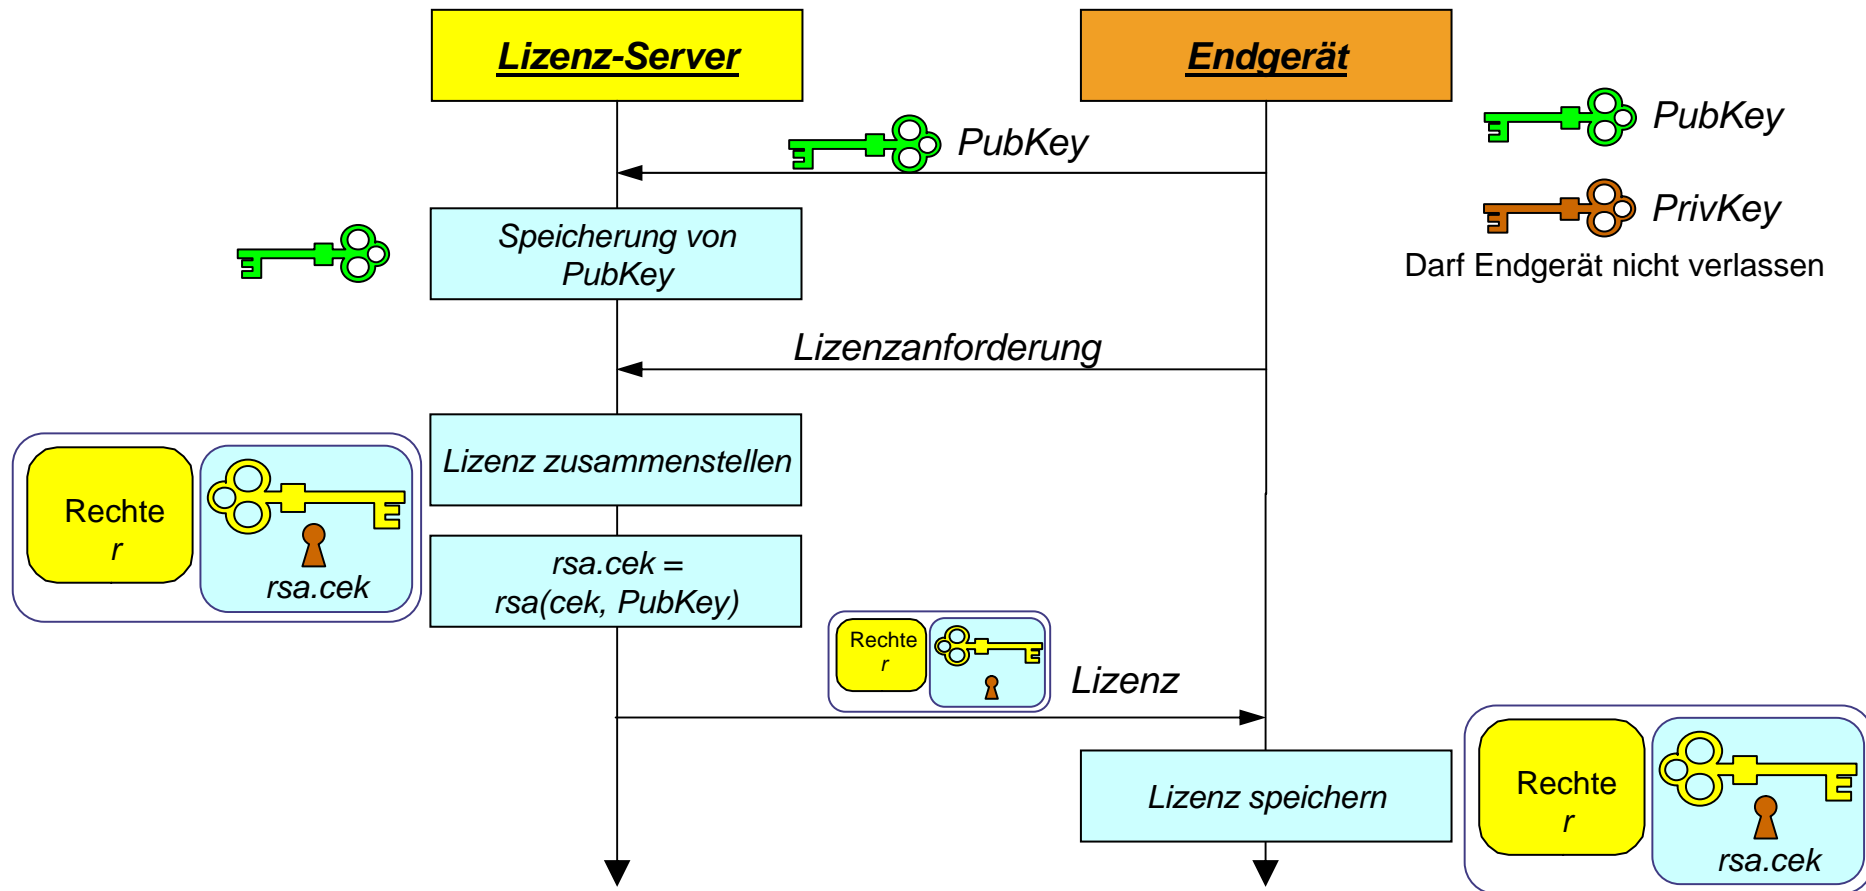 Lizenz-Server
Endgerät
PubKey
PubKey
PrivKey
Darf Endgerät nicht verlassen
Speicherung von
PubKey
Lizenzanforderung
Lizenz zusammenstellen
Rechte
r
rsa.cek
rsa.cek =
rsa(cek, PubKey)
Rechte
r
Lizenz
Lizenz speichern
Rechte
r
rsa.cek